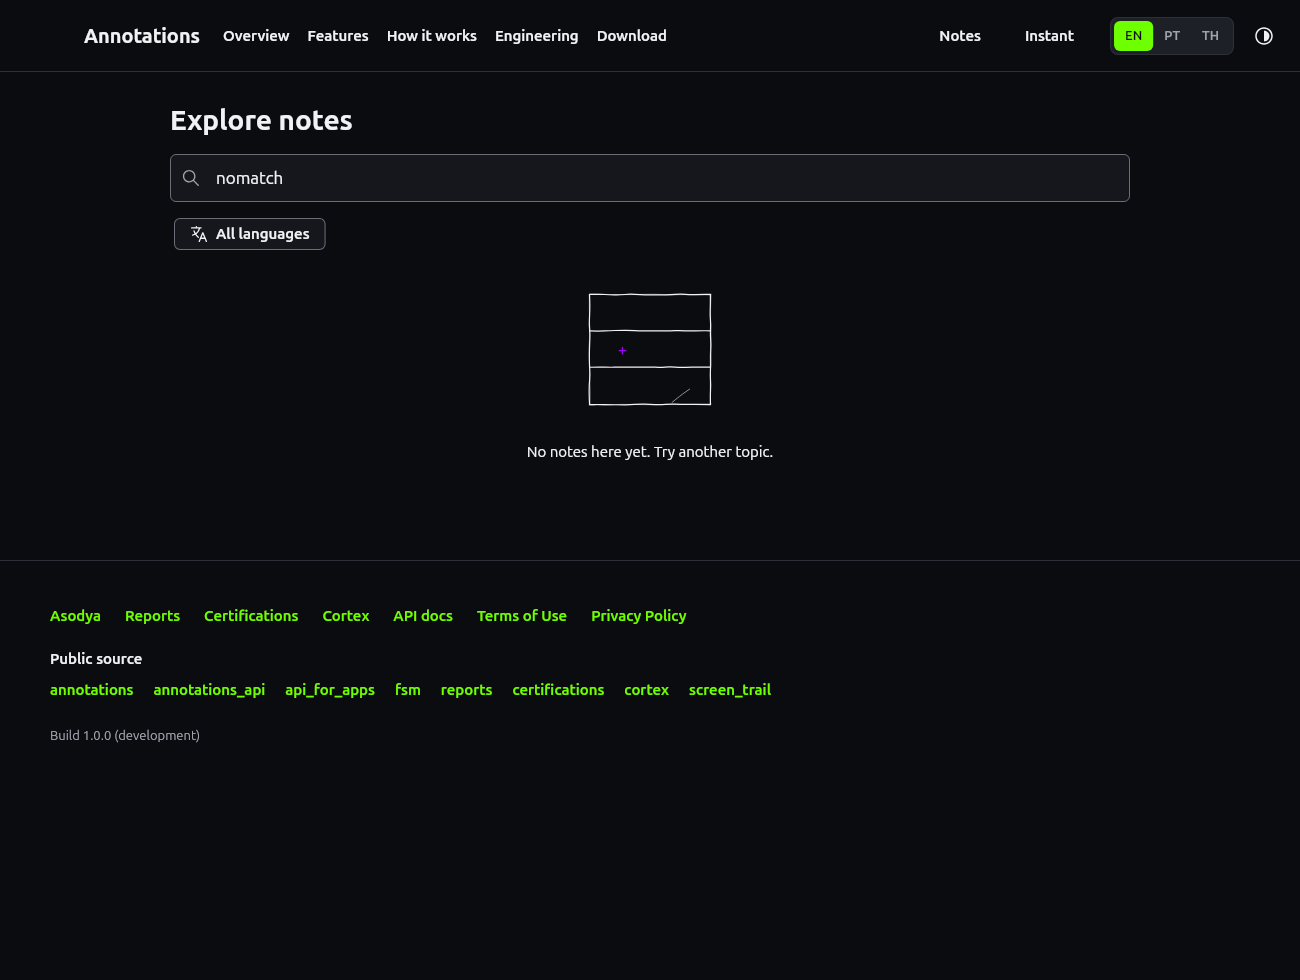 Annotations Overview Features How it works Engineering Download Notes Instant EN PT TH
Explore notes
nomatch
All languages
No notes here yet. Try another topic.
Asodya Reports Certifications Cortex API docs Terms of Use Privacy Policy
Public source
annotations annotations_api api_for_apps fsm reports certifications cortex screen_trail
Build 1.0.0 (development)